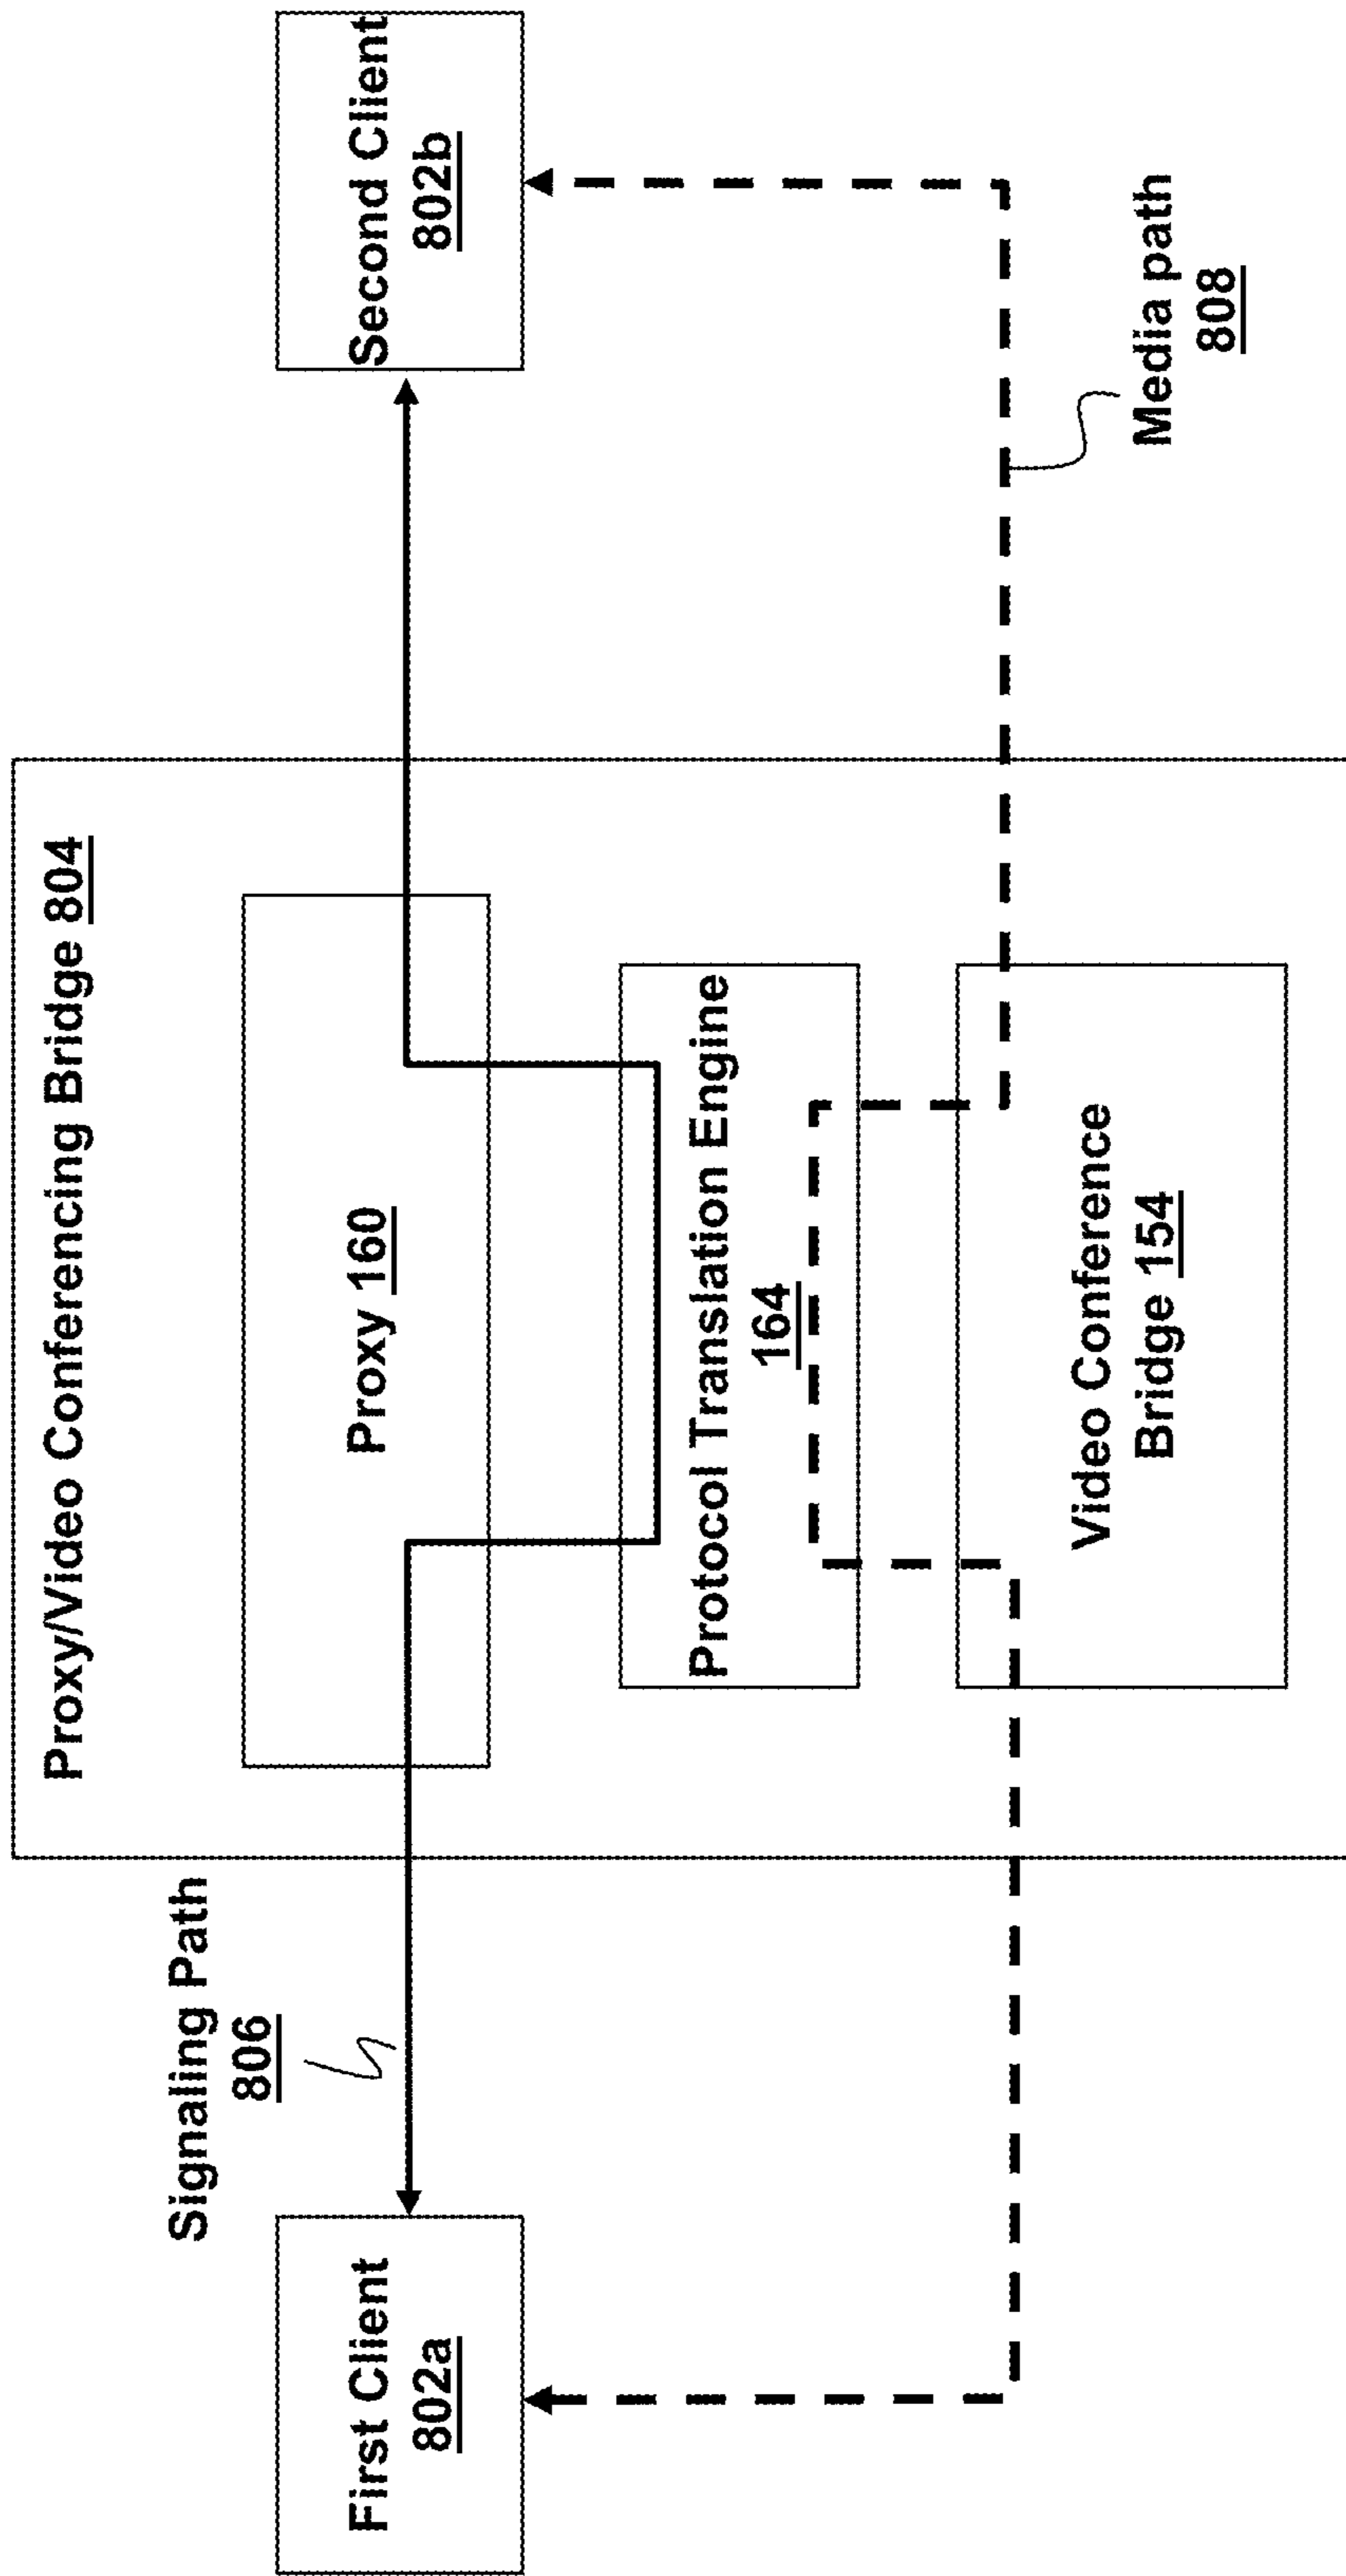 Proxy/Video Conferencing Bridge 804
Signaling Path
806
First Client
802a
Proxy 160
Second Client
802b
Protocol Translation Engine
164
Video Conference
Bridge 154
Media path
808